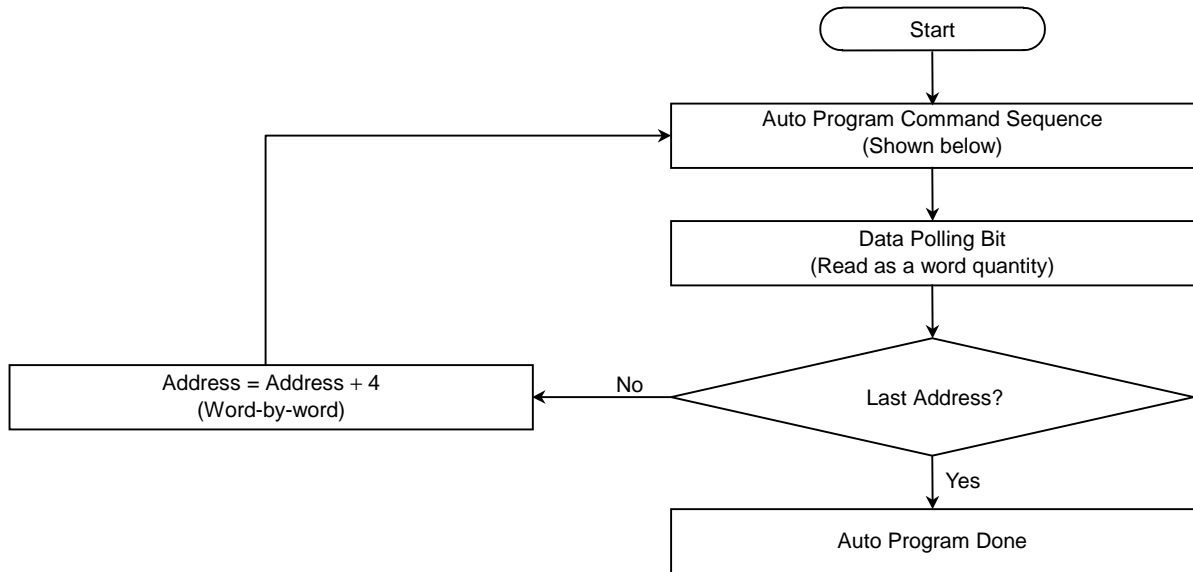 Start
Auto Program Command Sequence
(Shown below)
Data Polling Bit
(Read as a word quantity)
Address = Address + 4
(Word-by-word)
No
Last Address?
Yes
Auto Program Done